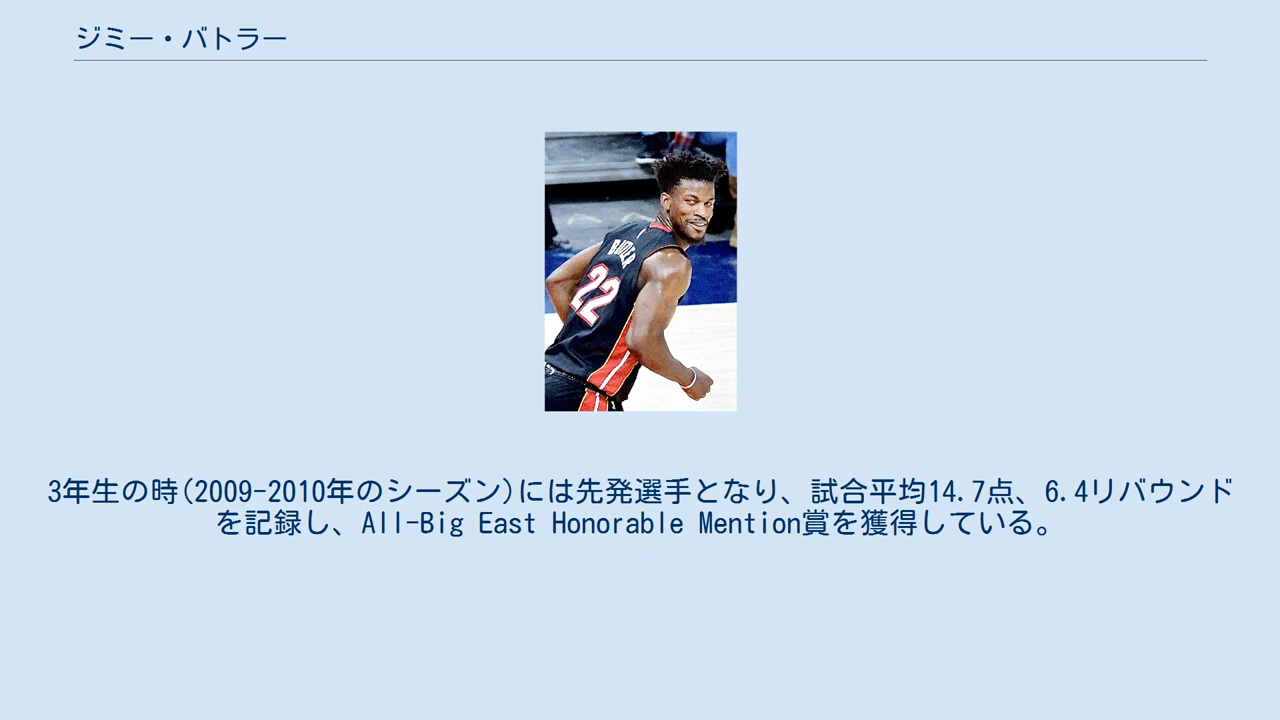 ジミー・バトラー
BUTLER
22
3年生の時(2009-2010年のシーズン)には先発選手となり、試合平均14.7点、6.4リバウンド
を記録し、All-Big East Honorable Mention賞を獲得している。